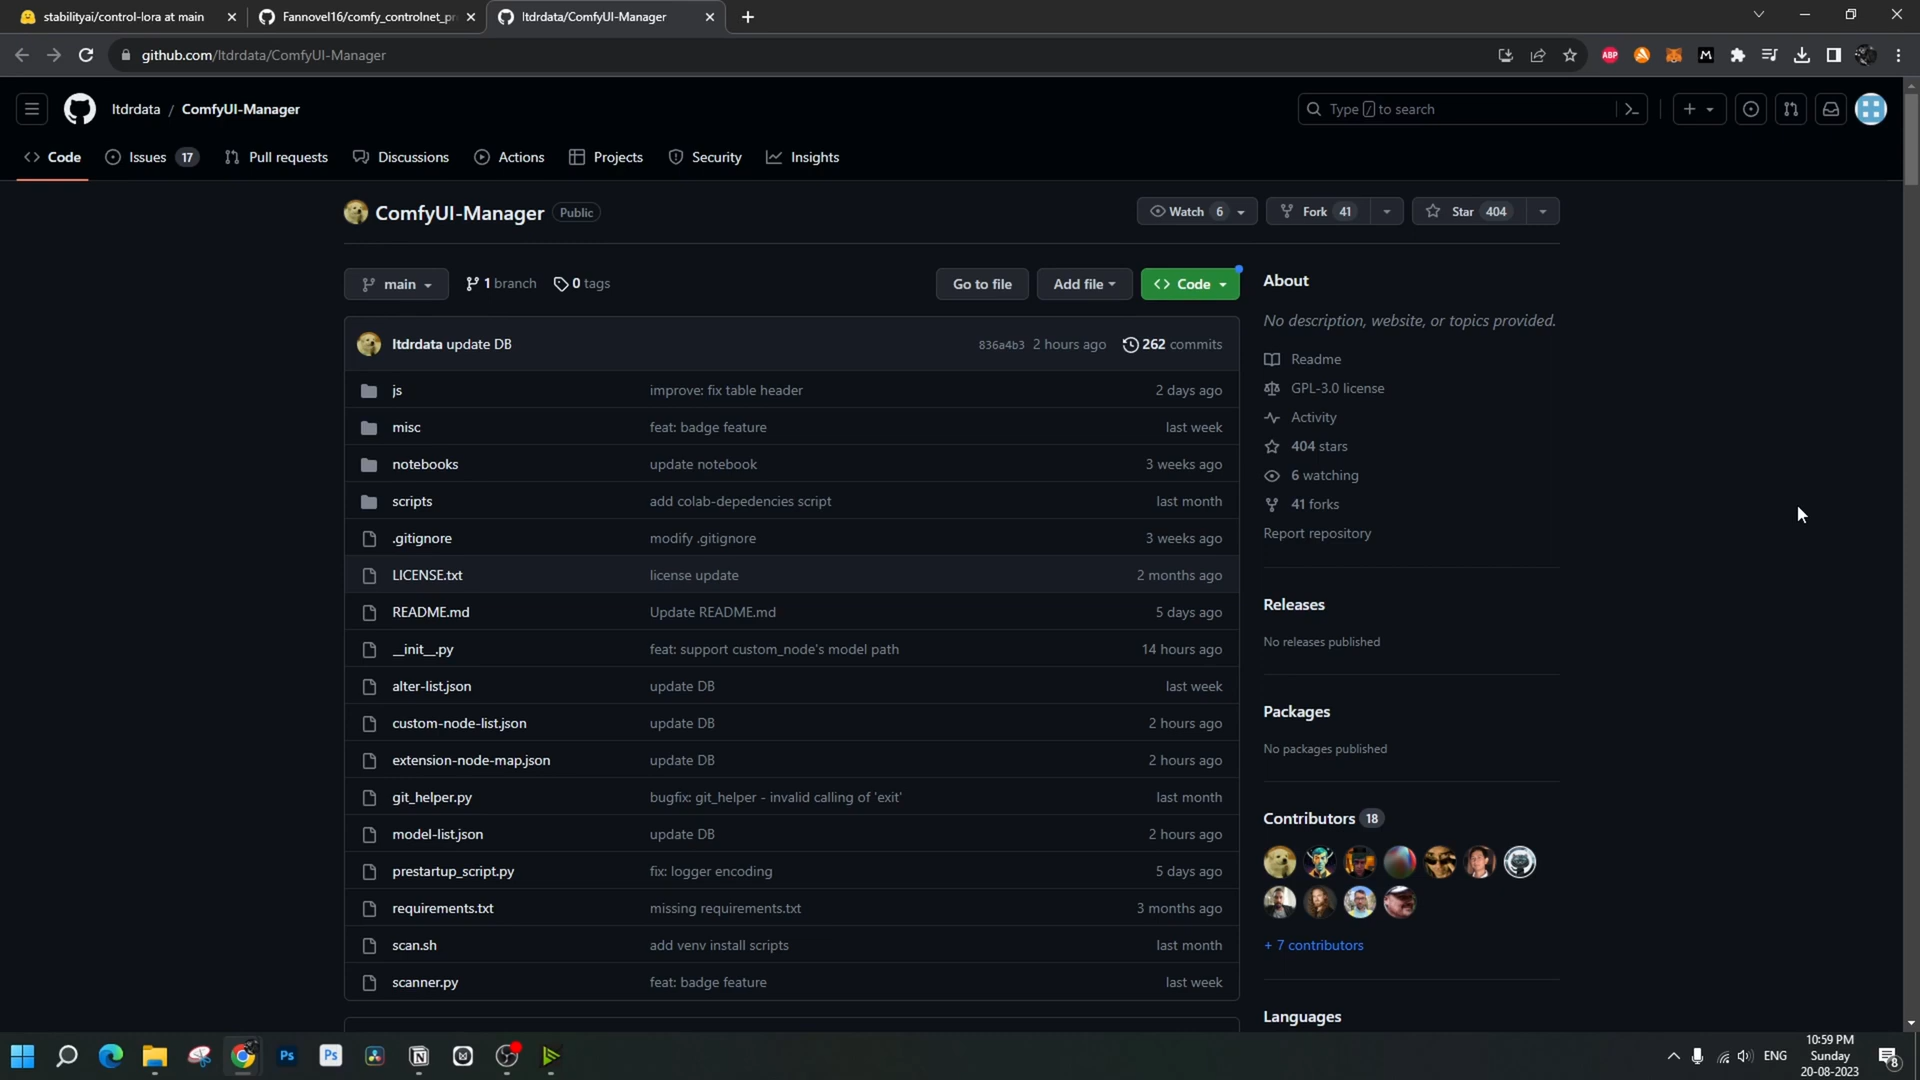 stabilityai/control-lora at main
Fannovel16/comfy_controlnet_pr
ltdrdata/ComfyUI-Manager
github.com/ltdrdata/ComfyUI-Manager
ABP
M
ltdrdata / ComfyUI-Manager
Type / to search
Code
Issues 17
Pull requests
Discussions
Actions
Projects
Security
Insights
ComfyUI-Manager Public
Watch 6
Fork 41
Star 404
main
1 branch
0 tags
Go to file
Add file
Code
ltdrdata update DB 836a4b3 2 hours ago 262 commits
js improve: fix table header 2 days ago
misc feat: badge feature last week
notebooks update notebook 3 weeks ago
scripts add colab-depedencies script last month
.gitignore modify .gitignore 3 weeks ago
LICENSE.txt license update 2 months ago
README.md Update README.md 5 days ago
__init__.py feat: support custom_node's model path 14 hours ago
alter-list.json update DB last week
custom-node-list.json update DB 2 hours ago
extension-node-map.json update DB 2 hours ago
git_helper.py bugfix: git_helper - invalid calling of 'exit' last month
model-list.json update DB 2 hours ago
prestartup_script.py fix: logger encoding 5 days ago
requirements.txt missing requirements.txt 3 months ago
scan.sh add venv install scripts last month
scanner.py feat: badge feature last week
About
No description, website, or topics provided.
Readme
GPL-3.0 license
Activity
404 stars
6 watching
41 forks
Report repository
Releases
No releases published
Packages
No packages published
Contributors 18
+ 7 contributors
Languages
Ps
Ps
N
ENG
10:59 PM
Sunday
20-08-2023
8